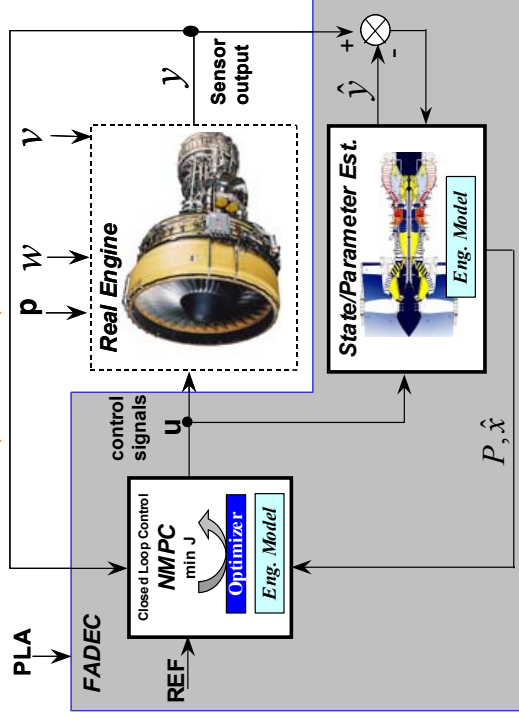 PLA
FADEC
REF
Closed Loop Control
NMPC
min J
Optimizer
Eng. Model
control
signals
u
p
w
v
Real Engine
y
Sensor
output
+
-
ŷ
State/Parameter Est.
Eng. Model
P, x̂